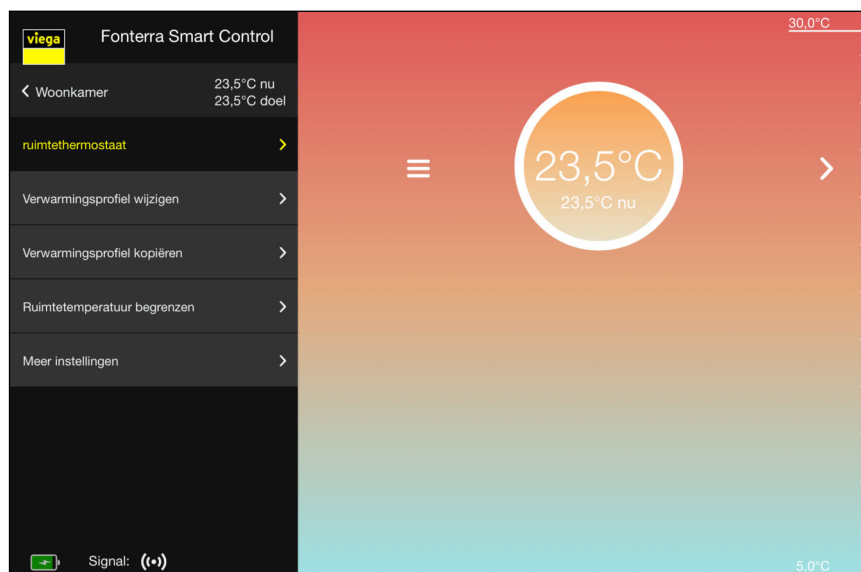 viega
Fonterra Smart Control
Woonkamer
23,5°C nu
23,5°C doel
ruimtethermostaat
Verwarmingsprofiel wijzigen
Verwarmingsprofiel kopiëren
Ruimtetemperatuur begrenzen
Meer instellingen
Signal:
30,0°C
23,5°C
23,5°C nu
5,0°C